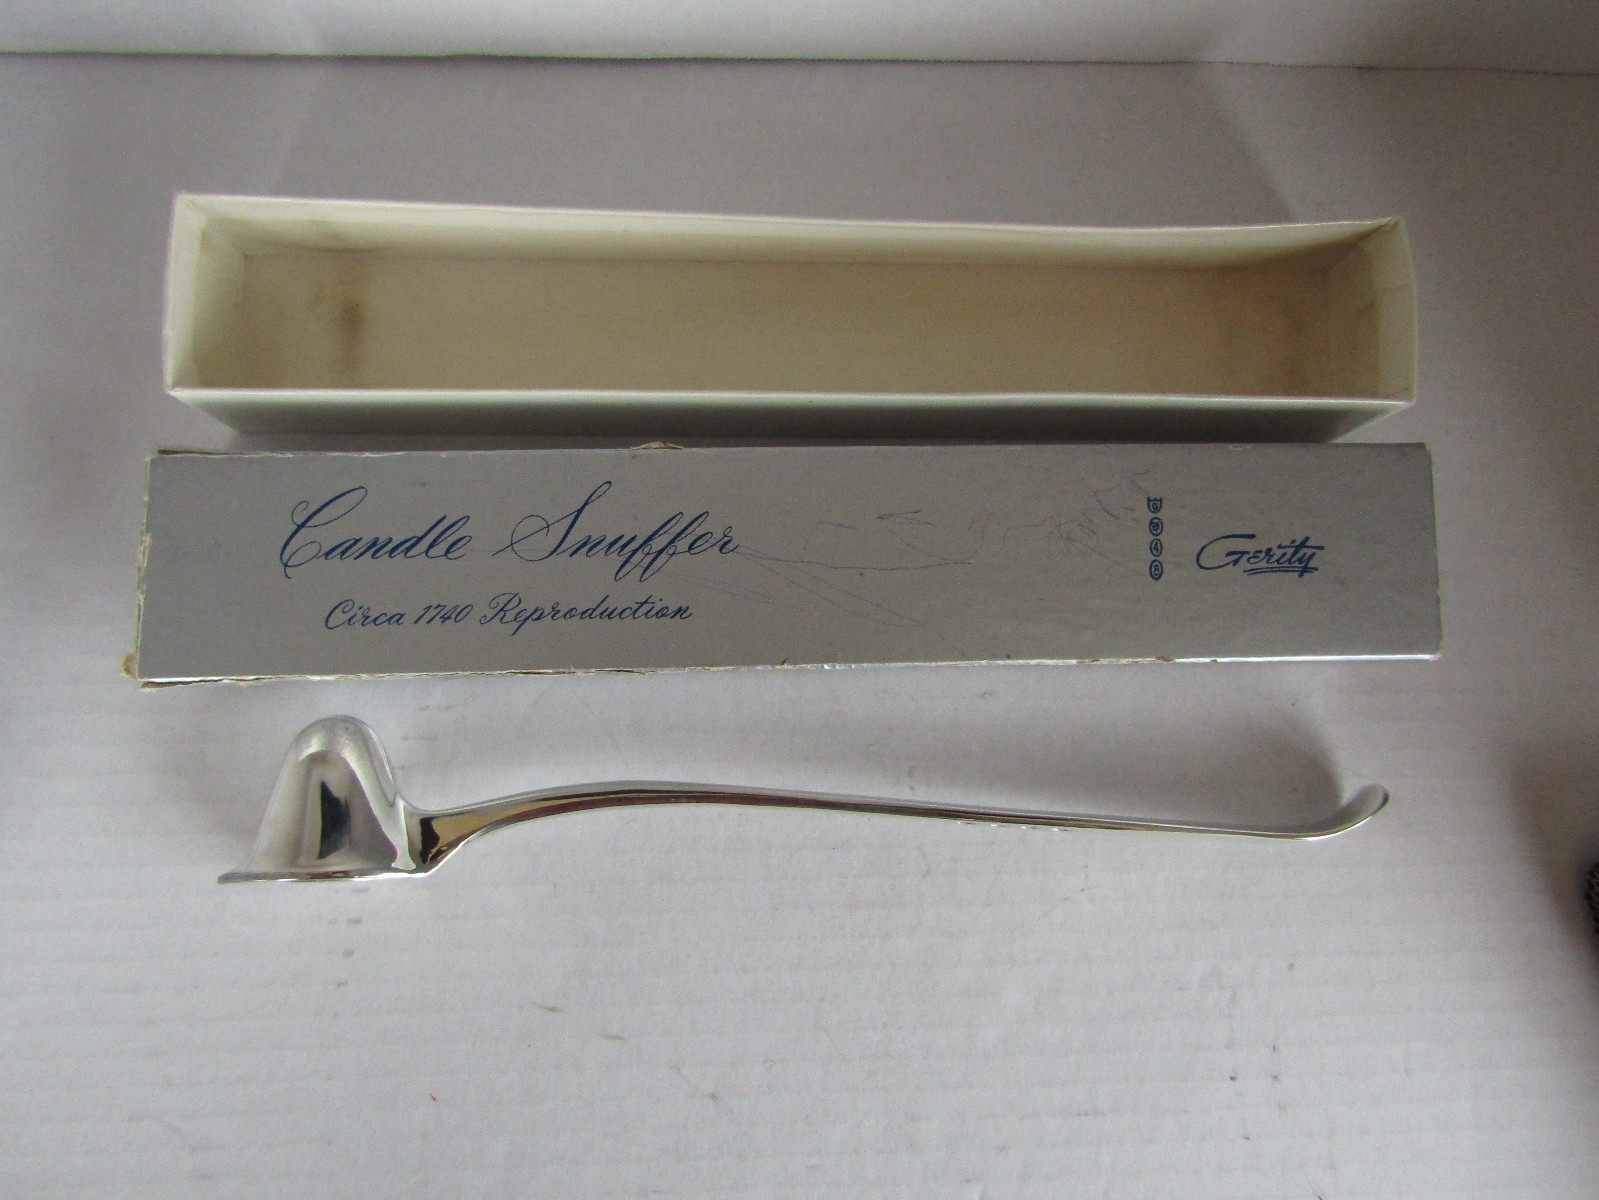 Candle Snuffer
Circa 1740 Reproduction
Gerity